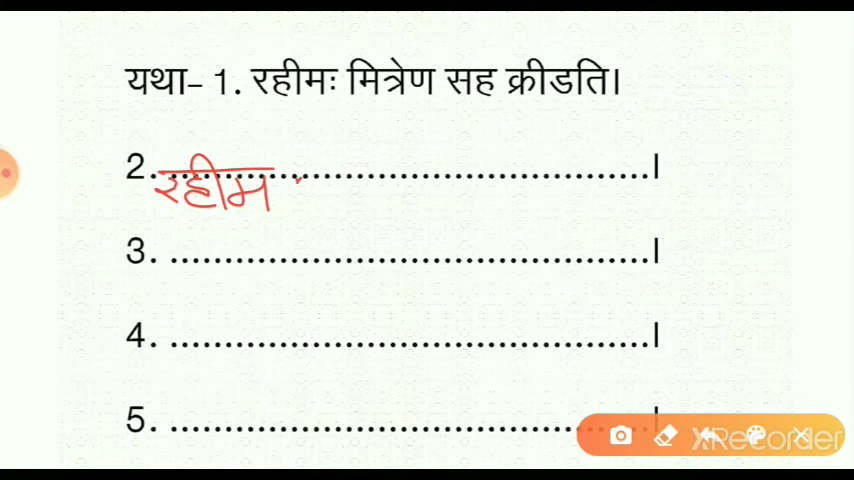 यथा– 1. रहीमः मित्रेण सह क्रीडति।
2. रहीम ........................................।
3. ............................................।
4. ............................................।
5. ............................................।
XRecorder